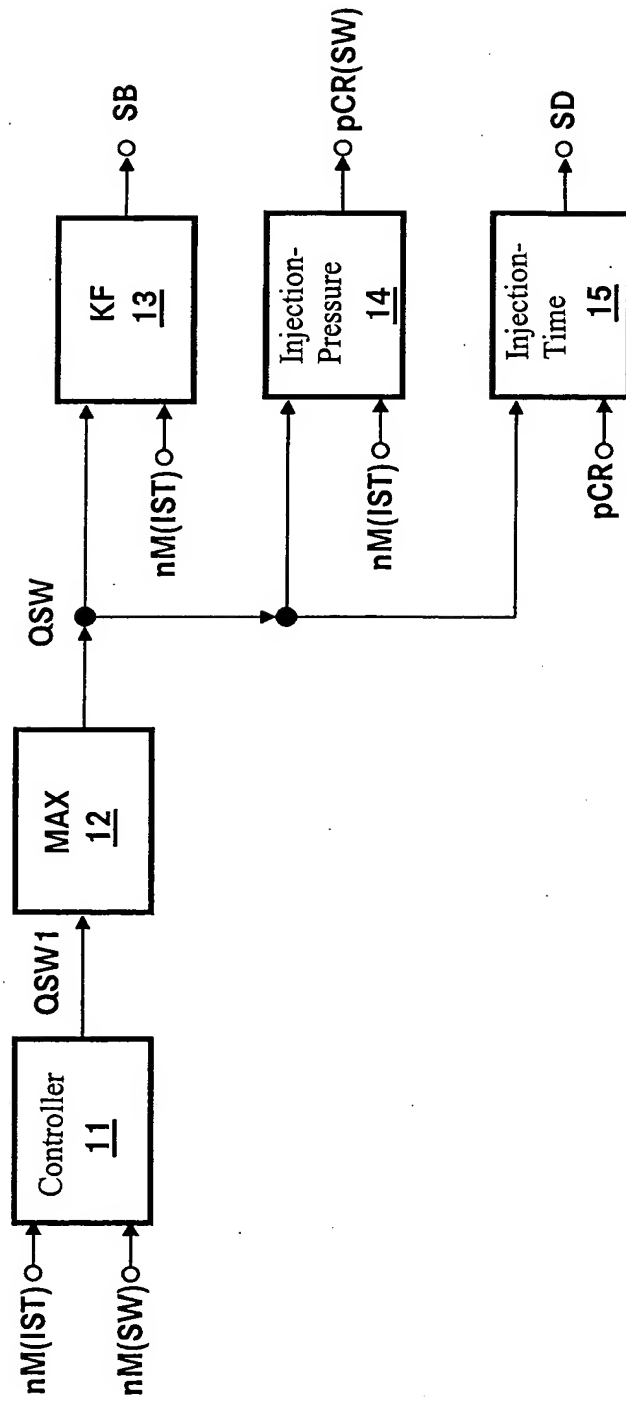 nM(IST)
nM(SW)
Controller
11
QSW1
MAX
12
QSW
nM(IST)
KF
13
SB
nM(IST)
Injection-
Pressure
14
pCR(SW)
pCR
Injection-
Time
15
SD